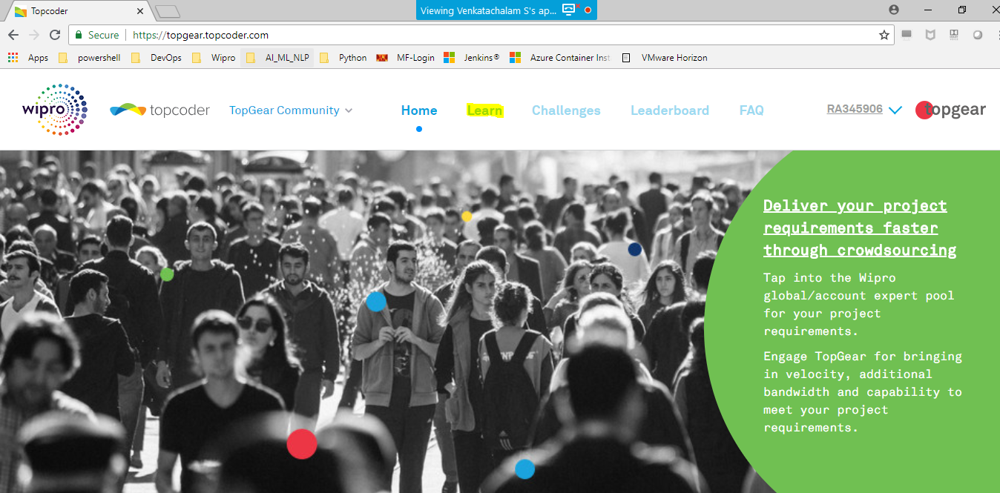 Topcoder
Viewing Venkatachalam S's ap...
Secure https://topgear.topcoder.com
Apps powershell DevOps Wipro AI_ML_NLP Python MF-Login Jenkins® Azure Container Inst VMware Horizon
wipro topcoder TopGear Community Home Learn Challenges Leaderboard FAQ RA345906 topgear
Deliver your project
requirements faster
through crowdsourcing
Tap into the Wipro
global/account expert pool
for your project
requirements.
Engage TopGear for bringing
in velocity, additional
bandwidth and capability to
meet your project
requirements.